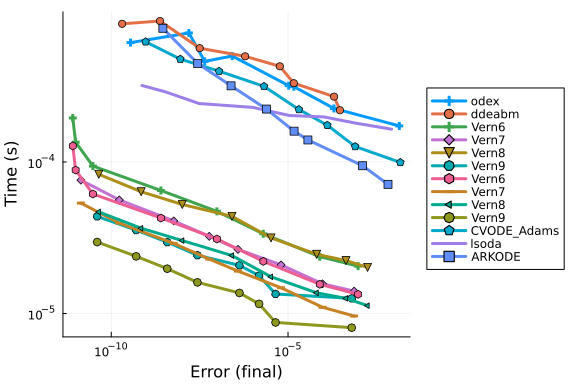 Time (s)
10⁻⁴
10⁻⁵
10⁻¹⁰
10⁻⁵
Error (final)
odex
ddeabm
Vern6
Vern7
Vern8
Vern9
Vern6
Vern7
Vern8
Vern9
CVODE_Adams
lsoda
ARKODE